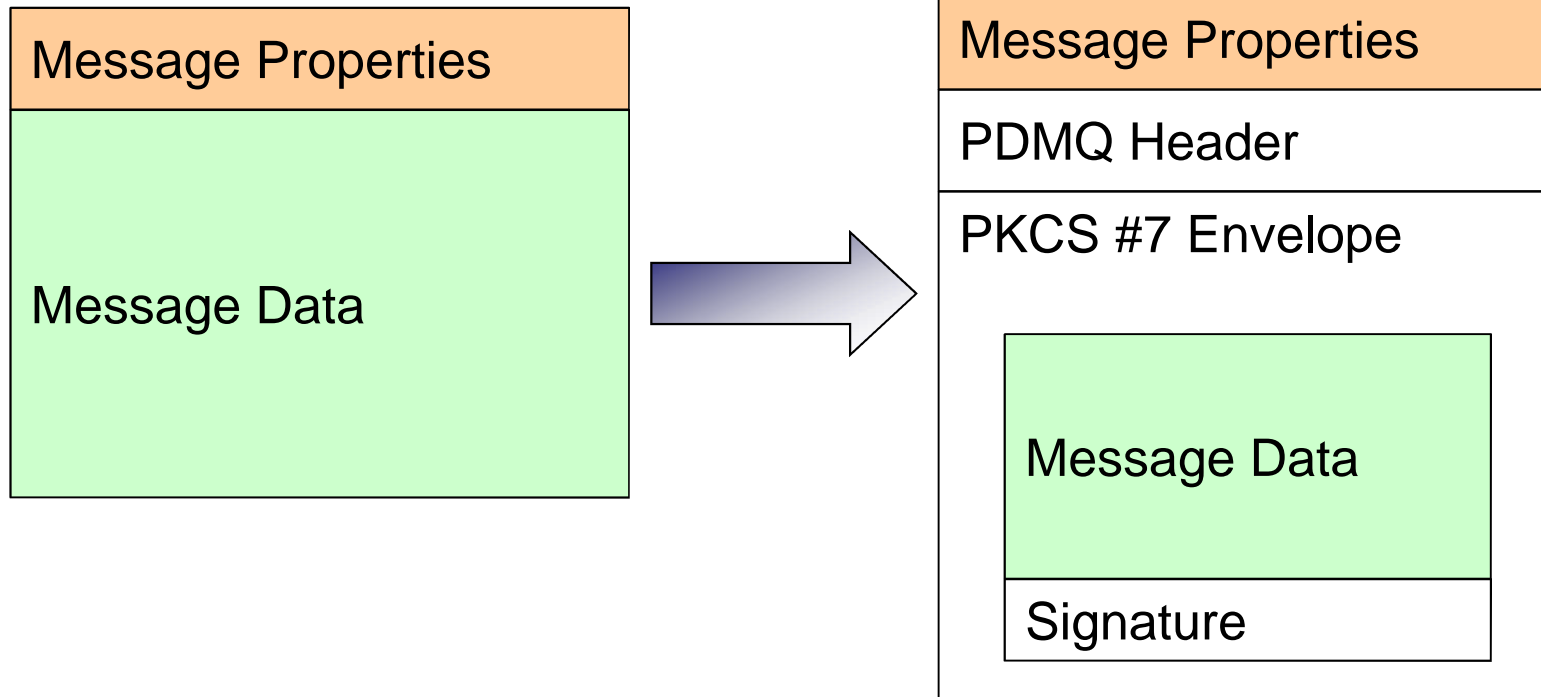 Message Properties
Message Data
Message Properties
PDMQ Header
PKCS #7 Envelope
Message Data
Signature